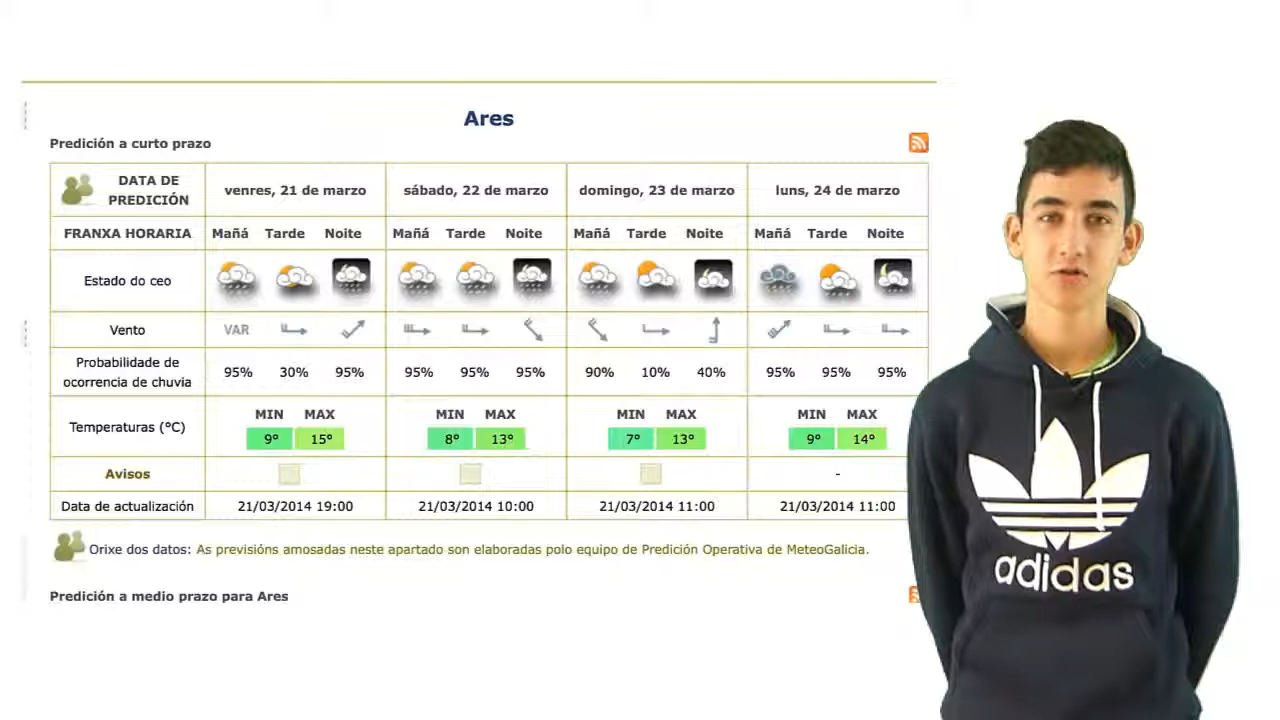 Ares
Predición a curto prazo
DATA DE PREDICIÓN venres, 21 de marzo sábado, 22 de marzo domingo, 23 de marzo luns, 24 de marzo
FRANXA HORARIA Mañá Tarde Noite Mañá Tarde Noite Mañá Tarde Noite Mañá Tarde Noite
Estado do ceo
Vento VAR
Probabilidade de ocorrencia de chuvia 95% 30% 95% 95% 95% 95% 90% 10% 40% 95% 95% 95%
MIN MAX MIN MAX MIN MAX MIN MAX
Temperaturas (°C) 9° 15° 8° 13° 7° 13° 9° 14°
Avisos -
Data de actualización 21/03/2014 19:00 21/03/2014 10:00 21/03/2014 11:00 21/03/2014 11:00
Orixe dos datos: As previsións amosadas neste apartado son elaboradas polo equipo de Predición Operativa de MeteoGalicia.
Predición a medio prazo para Ares
adidas